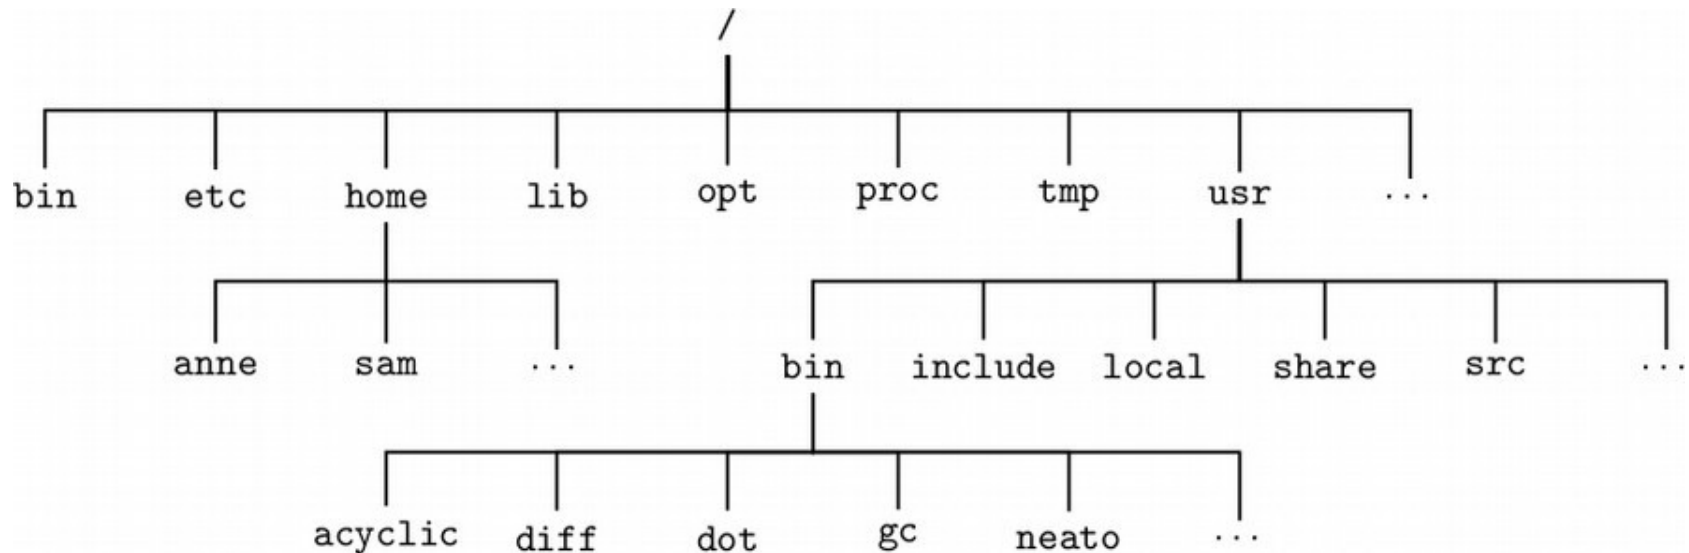 /
bin etc home lib opt proc tmp usr ...
anne sam ... bin include local share src ...
acyclic diff dot gc neato ...